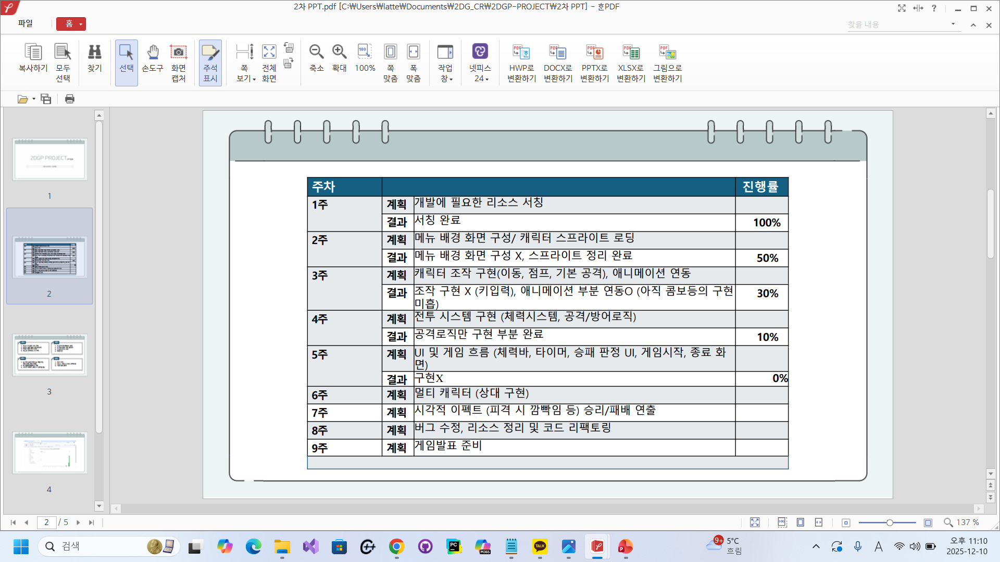 2차 PPT.pdf [C:₩Users₩latte₩Documents₩2DG_CR₩2DGP-PROJECT₩2차 PPT] - 훈PDF
파일
홈
찾을 내용
복사하기
모두 선택
찾기
선택
손도구
화면 캡처
주석 표시
쪽 보기
전체 화면
축소
확대
100%
쪽 맞춤
폭 맞춤
작업 창
넷피스 24
HWP로 변환하기
DOCX로 변환하기
PPTX로 변환하기
XLSX로 변환하기
그림으로 변환하기
2DGP PROJECT
1
2
3
4
주차 진행률
1주 계획 개발에 필요한 리소스 서칭
결과 서칭 완료 100%
2주 계획 메뉴 배경 화면 구성/ 캐릭터 스프라이트 로딩
결과 메뉴 배경 화면 구성 X, 스프라이트 정리 완료 50%
3주 계획 캐릭터 조작 구현(이동, 점프, 기본 공격), 애니메이션 연동
결과 조작 구현 X (키입력), 애니메이션 부분 연동O (아직 콤보등의 구현 30%
미흡)
4주 계획 전투 시스템 구현 (체력시스템, 공격/방어로직)
결과 공격로직만 구현 부분 완료 10%
5주 계획 UI 및 게임 흐름 (체력바, 타이머, 승패 판정 UI, 게임시작, 종료 화
면)
결과 구현X 0%
6주 계획 멀티 캐릭터 (상대 구현)
7주 계획 시각적 이펙트 (피격 시 깜빡임 등) 승리/패배 연출
8주 계획 버그 수정, 리소스 정리 및 코드 리팩토링
9주 계획 게임발표 준비
2 / 5
137 %
검색
9+
5°C
흐림
A
오후 11:10
2025-12-10